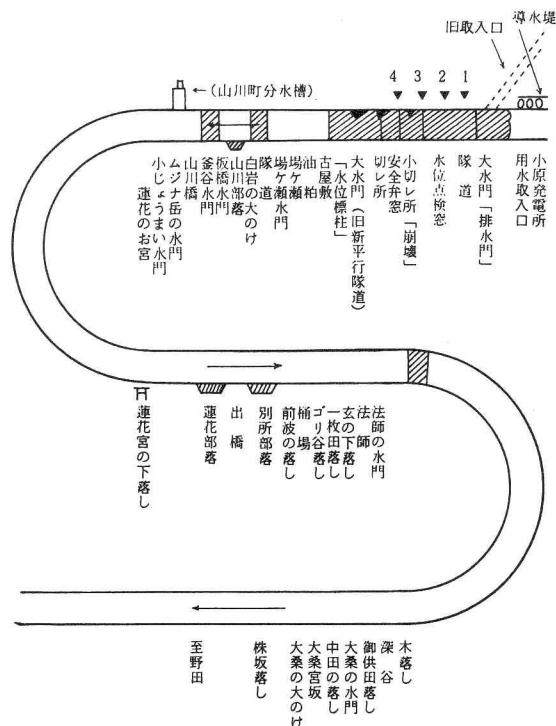 導水堤
旧取入口
4 3 2 1
←(山川町分水槽)
小原発電所
用水取入口
大水門「排水門」
隧道
水位点検窓
小切レ所「崩壊」
安全弁窓
切レ所
大水門(旧新平行隧道)
「水位標柱」
古屋敷
油粕
場ケ瀬
場ケ瀬水門
隧道
白岩の大のけ
山川部落
板橋水門
釜谷水門
山川橋
ムジナ岳の水門
小じょうまい水門
蓮花のお宮
法師の水門
法師
玄の下落し
一枚田落し
ゴリ谷落し
桶場
前波の落し
別所部落
出橋
蓮花部落
蓮花宮の下落し
木落し
深谷
御供田落し
大桑の水門
中田の落し
大桑宮坂
大桑の大のけ
株坂落し
至野田